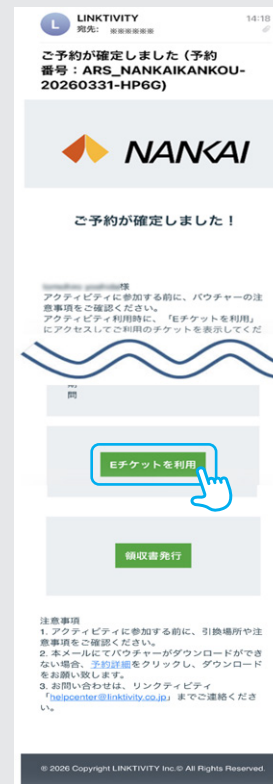 L
LINKTIVITY
14:18
宛先:
ご予約が確定しました (予約
番号：ARS_NANKAIKANKOU-
20260331-HP6G)
NANKAI
ご予約が確定しました！
様
アクティビティに参加する前に、バウチャーの注
意事項をご確認ください。
アクティビティ利用時に、「Eチケットを利用」
にアクセスしてご利用のチケットを表示してくだ
期
間
Eチケットを利用
領収書発行
注意事項
1. アクティビティに参加する前に、引換場所や注
意事項をご確認ください。
2. 本メールにてバウチャーがダウンロードができ
ない場合、予約詳細をクリックし、ダウンロード
をお願い致します。
3. お問い合わせは、リンクティビティ
「helpcenter@linktivity.co.jp」までご連絡くださ
い。
© 2026 Copyright LINKTIVITY Inc.© All Rights Reserved.